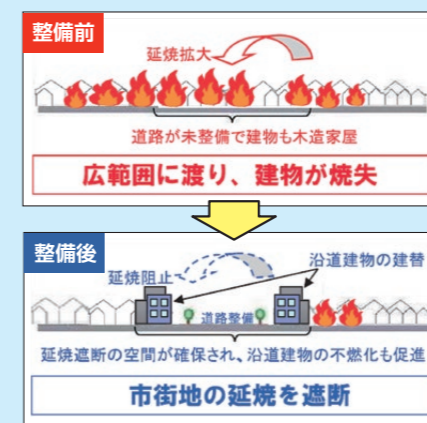 整備前
延焼拡大
道路が未整備で建物も木造家屋
広範囲に渡り、建物が焼失
整備後
沿道建物の建替
延焼阻止
道路整備
延焼遮断の空間が確保され、沿道建物の不燃化も促進
市街地の延焼を遮断